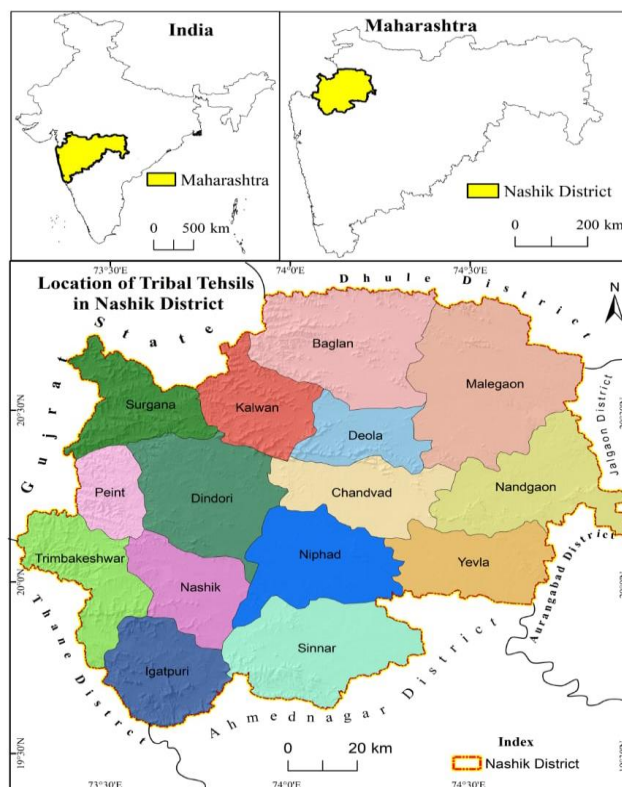 India
Maharashtra
0 500 km
Maharashtra
Nashik District
0 200 km
73°30'E 74°0'E 74°30'E
Location of Tribal Tehsils
in Nashik District
N
Dhule District
Gujrat State
Jalgaon District
Aurangabad District
Ahmednagar District
Thane District
20°30'N
20°0'N
19°30'N
Baglan
Malegaon
Surgana
Kalwan
Deola
Peint
Dindori
Chandvad
Nandgaon
Trimbakeshwar
Nashik
Niphad
Yevla
Igatpuri
Sinnar
0 20 km
Index
Nashik District
73°30'E 74°0'E 74°30'E